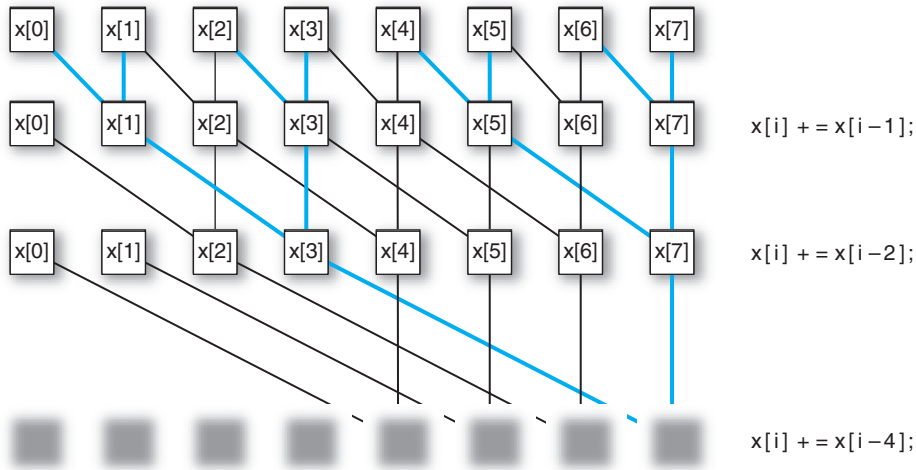 x[0] x[1] x[2] x[3] x[4] x[5] x[6] x[7]
x[0] x[1] x[2] x[3] x[4] x[5] x[6] x[7] x[i] += x[i−1];
x[0] x[1] x[2] x[3] x[4] x[5] x[6] x[7] x[i] += x[i−2];
x[i] += x[i−4];